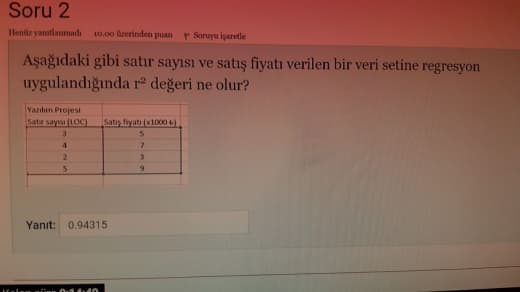 Soru 2
Henüz yanıtlanmadı 10.00 üzerinden puan Soruyu işaretle
Aşağıdaki gibi satır sayısı ve satış fiyatı verilen bir veri setine regresyon
uygulandığında r² değeri ne olur?
Yazılım Projesi
Satır sayısı (LOC) Satış fiyatı (x1000 ₺)
3 5
4 7
2 3
5 9
Yanıt: 0.94315